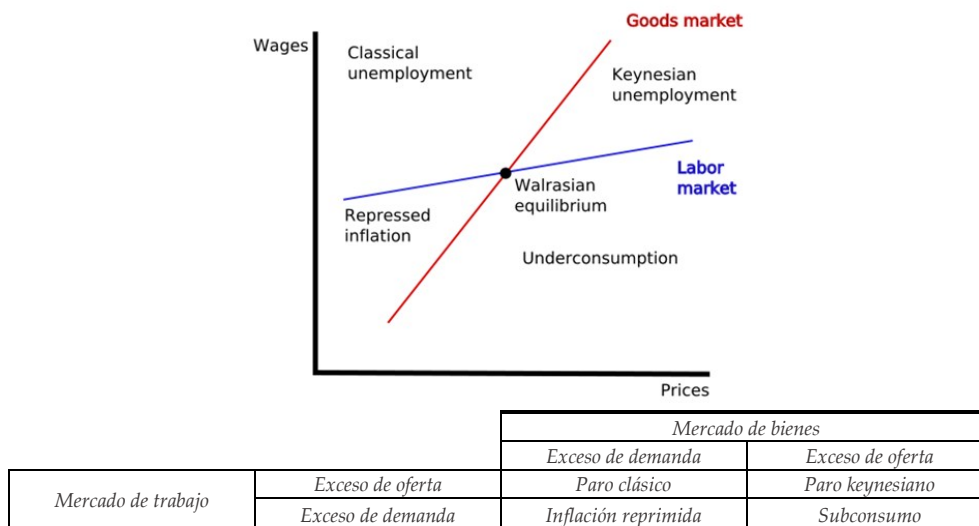 Goods market
Wages
Classical
unemployment
Keynesian
unemployment
Labor
market
Walrasian
equilibrium
Repressed
inflation
Underconsumption
Prices
Mercado de bienes
Exceso de demanda Exceso de oferta
Mercado de trabajo Exceso de oferta Paro clásico Paro keynesiano
Exceso de demanda Inflación reprimida Subconsumo